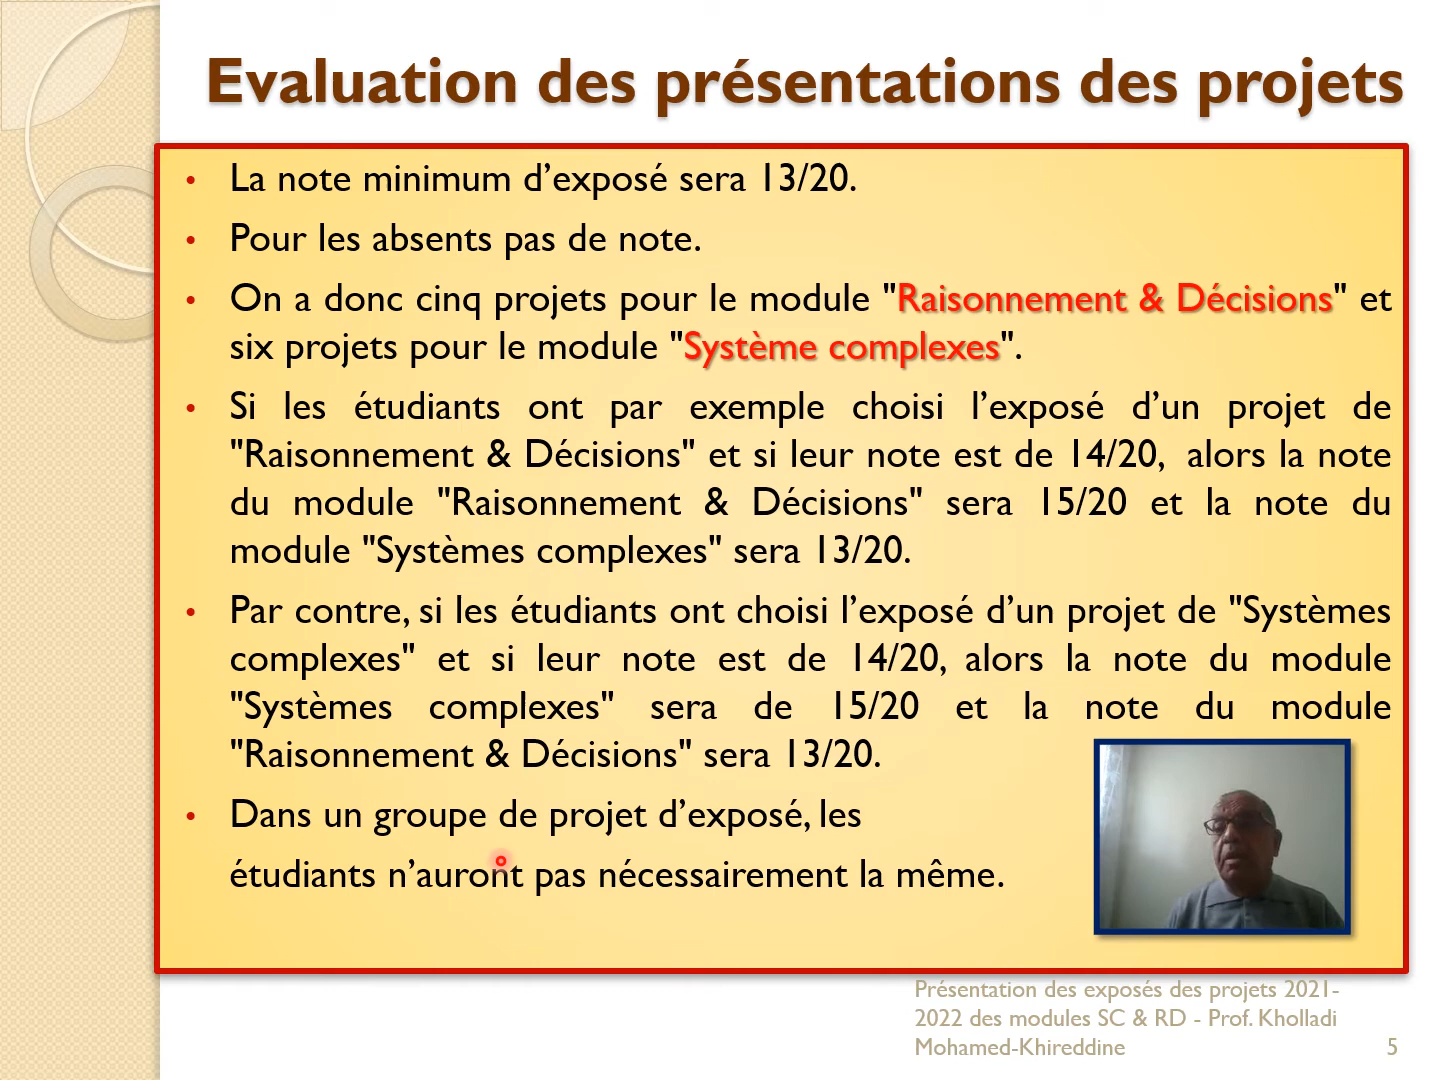 Evaluation des présentations des projets
• La note minimum d’exposé sera 13/20.
• Pour les absents pas de note.
• On a donc cinq projets pour le module "Raisonnement & Décisions" et
six projets pour le module "Système complexes".
• Si les étudiants ont par exemple choisi l’exposé d’un projet de
"Raisonnement & Décisions" et si leur note est de 14/20, alors la note
du module "Raisonnement & Décisions" sera 15/20 et la note du
module "Systèmes complexes" sera 13/20.
• Par contre, si les étudiants ont choisi l’exposé d’un projet de "Systèmes
complexes" et si leur note est de 14/20, alors la note du module
"Systèmes complexes" sera de 15/20 et la note du module
"Raisonnement & Décisions" sera 13/20.
• Dans un groupe de projet d’exposé, les
étudiants n’auront pas nécessairement la même.
Présentation des exposés des projets 2021-
2022 des modules SC & RD - Prof. Kholladi
Mohamed-Khireddine
5